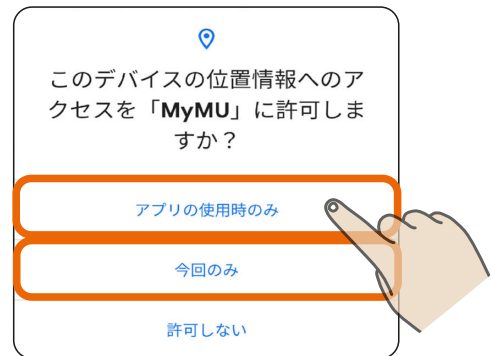 このデバイスの位置情報へのア
クセスを「MyMU」に許可しま
すか？
アプリの使用時のみ
今回のみ
許可しない